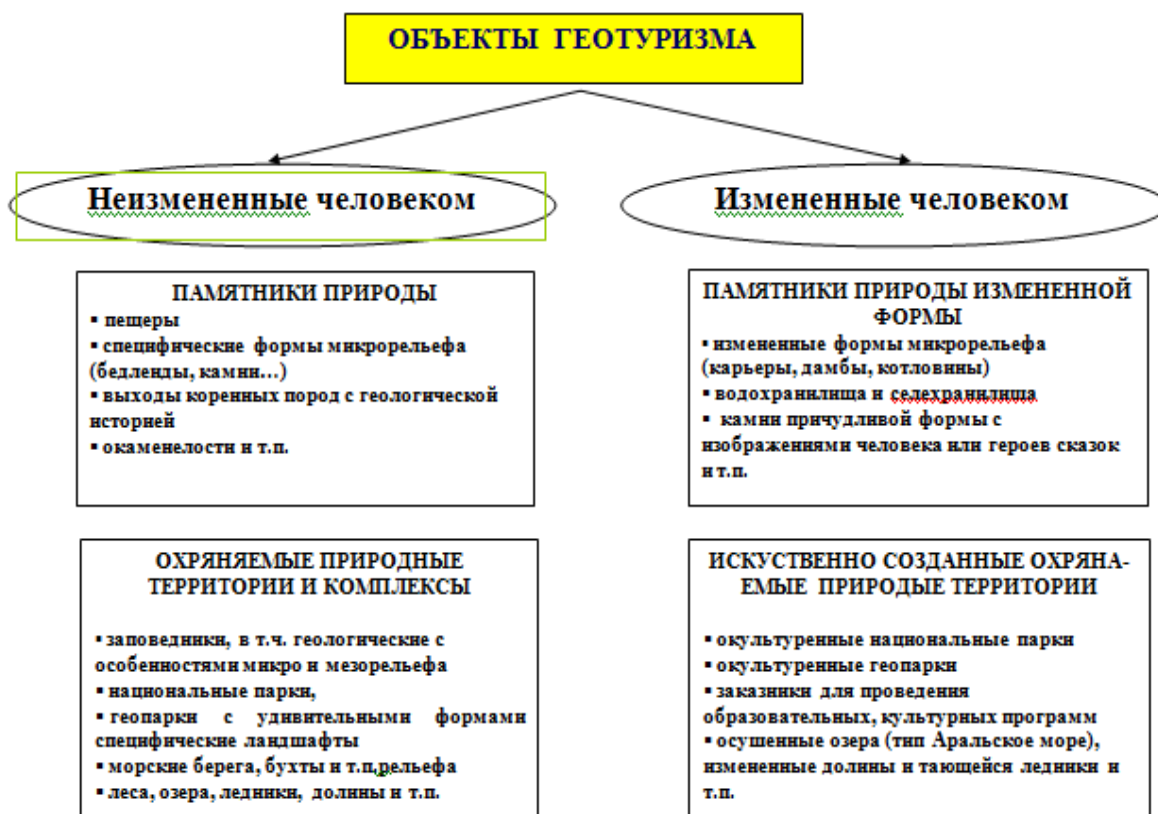 ОБЪЕКТЫ ГЕОТУРИЗМА
Неизмененные человеком
Измененные человеком
ПАМЯТНИКИ ПРИРОДЫ
▪ пещеры
▪ специфические формы микрорельефа
(бедленды, камни...)
▪ выходы коренных пород с геологической
историей
▪ окаменелости и т.п.
ПАМЯТНИКИ ПРИРОДЫ ИЗМЕНЕННОЙ
ФОРМЫ
▪ измененные формы микрорельефа
(карьеры, дамбы, котловины)
▪ водохранилища и селехранилища
▪ камни причудливой формы с
изображениями человека или героев сказок
и т.п.
ОХРЯНЯЕМЫЕ ПРИРОДНЫЕ
ТЕРРИТОРИИ И КОМПЛЕКСЫ
▪ заповедники, в т.ч. геологические с
особенностями микро и мезорельефа
▪ национальные парки,
▪ геопарки с удивительными формами
специфические ландшафты
▪ морские берега, бухты и т.п.рельефа
▪ леса, озера, ледники, долины и т.п.
ИСКУСТВЕННО СОЗДАННЫЕ ОХРЯНА-
ЕМЫЕ ПРИРОДЫЕ ТЕРРИТОРИИ
▪ окультуренные национальные парки
▪ окультуренные геопарки
▪ заказники для проведения
образовательных, культурных программ
▪ осушенные озера (тип Аральское море),
измененные долины и тающейся ледники и
т.п.